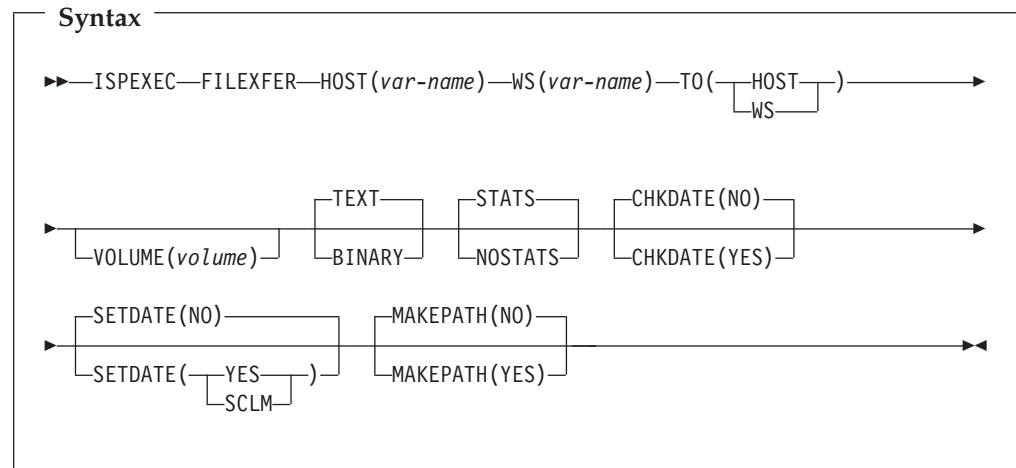 Syntax
ISPEXEC FILEXFER HOST(var-name) WS(var-name) TO( HOST )
WS
TEXT STATS CHKDATE(NO)
VOLUME(volume) BINARY NOSTATS CHKDATE(YES)
SETDATE(NO) MAKEPATH(NO)
SETDATE( YES ) MAKEPATH(YES)
SCLM